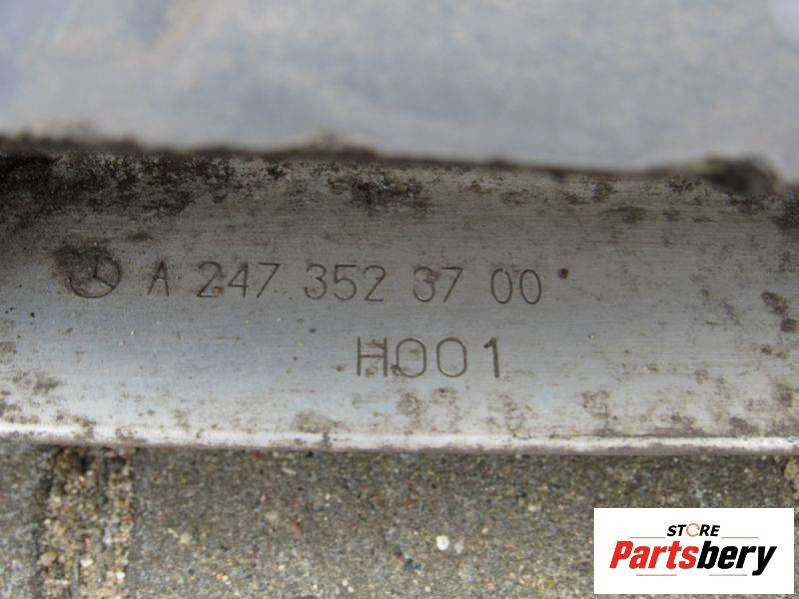 A 247 352 37 00
H001
STORE
Partsbery